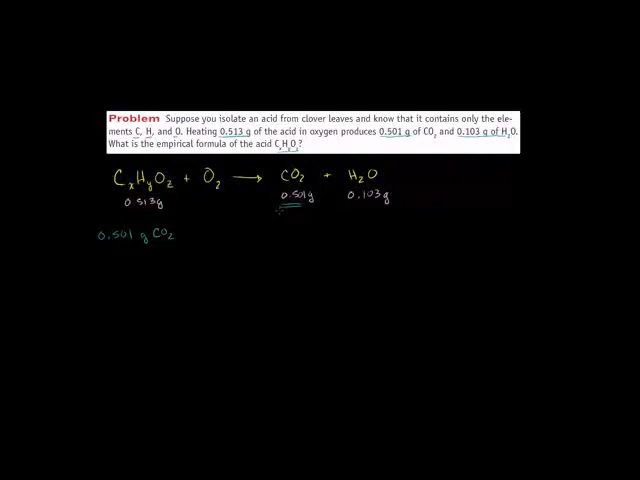 Problem Suppose you isolate an acid from clover leaves and know that it contains only the ele-
ments C, H, and O. Heating 0.513 g of the acid in oxygen produces 0.501 g of CO₂ and 0.103 g of H₂O.
What is the empirical formula of the acid CₓHᵧO_z?
CₓHᵧO₂ + O₂ → CO₂ + H₂O
0.513g 0.501g 0.103g
0.501 g CO₂